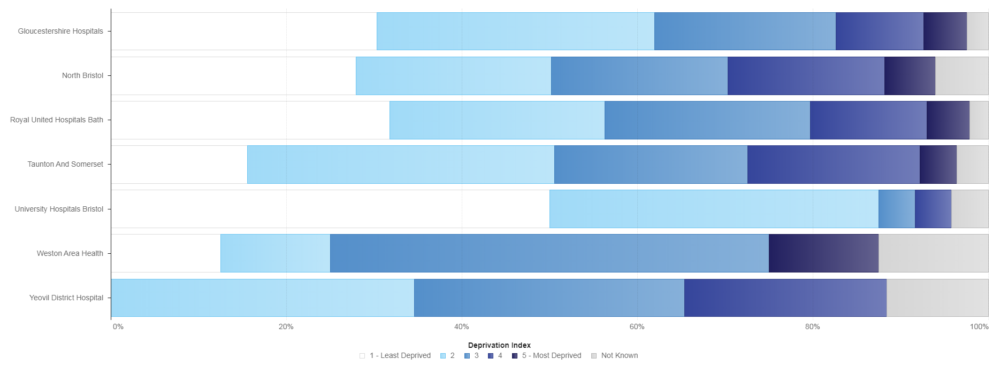 Gloucestershire Hospitals
North Bristol
Royal United Hospitals Bath
Taunton And Somerset
University Hospitals Bristol
Weston Area Health
Yeovil District Hospital
0% 20% 40% 60% 80% 100%
Deprivation Index
1 - Least Deprived 2 3 4 5 - Most Deprived Not Known